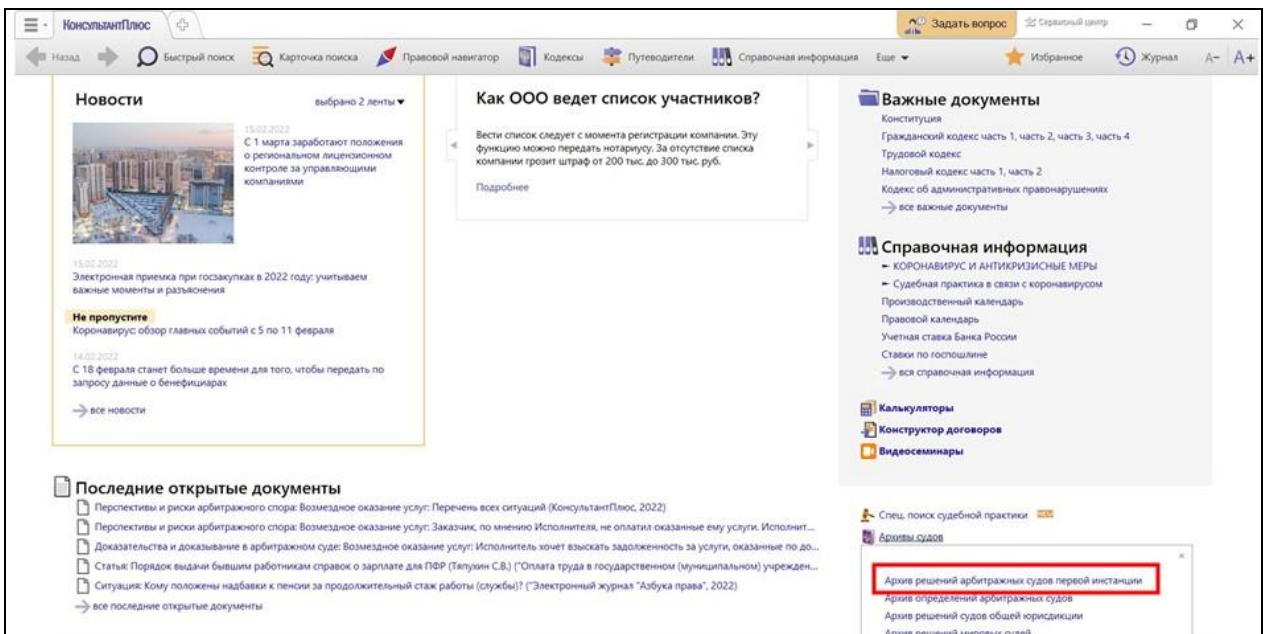 КонсультантПлюс
Задать вопрос
Сервисный центр
Назад
Быстрый поиск
Карточка поиска
Правовой навигатор
Кодексы
Путеводители
Справочная информация
Еще
Избранное
Журнал
A−
A+
Новости
выбрано 2 ленты
15.02.2022
С 1 марта заработают положения
о региональном лицензионном
контроле за управляющими
компаниями
15.02.2022
Электронная приемка при госзакупках в 2022 году: учитываем
важные моменты и разъяснения
Не пропустите
Коронавирус: обзор главных событий с 5 по 11 февраля
14.02.2022
С 18 февраля станет больше времени для того, чтобы передать по
запросу данные о бенефициарах
все новости
Как ООО ведет список участников?
Вести список следует с момента регистрации компании. Эту
функцию можно передать нотариусу. За отсутствие списка
компании грозит штраф от 200 тыс. до 300 тыс. руб.
Подробнее
Важные документы
Конституция
Гражданский кодекс часть 1, часть 2, часть 3, часть 4
Трудовой кодекс
Налоговый кодекс часть 1, часть 2
Кодекс об административных правонарушениях
все важные документы
Справочная информация
КОРОНАВИРУС И АНТИКРИЗИСНЫЕ МЕРЫ
Судебная практика в связи с коронавирусом
Производственный календарь
Правовой календарь
Учетная ставка Банка России
Ставки по госпошлине
вся справочная информация
Калькуляторы
Конструктор договоров
Видеосеминары
Последние открытые документы
Перспективы и риски арбитражного спора: Возмездное оказание услуг: Перечень всех ситуаций (КонсультантПлюс, 2022)
Перспективы и риски арбитражного спора: Возмездное оказание услуг: Заказчик, по мнению Исполнителя, не оплатил оказанные ему услуги. Исполнит...
Доказательства и доказывание в арбитражном суде: Возмездное оказание услуг: Исполнитель хочет взыскать задолженность за услуги, оказанные по до...
Статья: Порядок выдачи бывшим работникам справок о зарплате для ПФР (Тяпухин С.В.) ("Оплата труда в государственном (муниципальном) учрежден...
Ситуация: Кому положены надбавки к пенсии за продолжительный стаж работы (службы)? ("Электронный журнал "Азбука права", 2022)
все последние открытые документы
Спец. поиск судебной практики
Архивы судов
Архив решений арбитражных судов первой инстанции
Архив определений арбитражных судов
Архив решений судов общей юрисдикции
Архив решений мировых судей